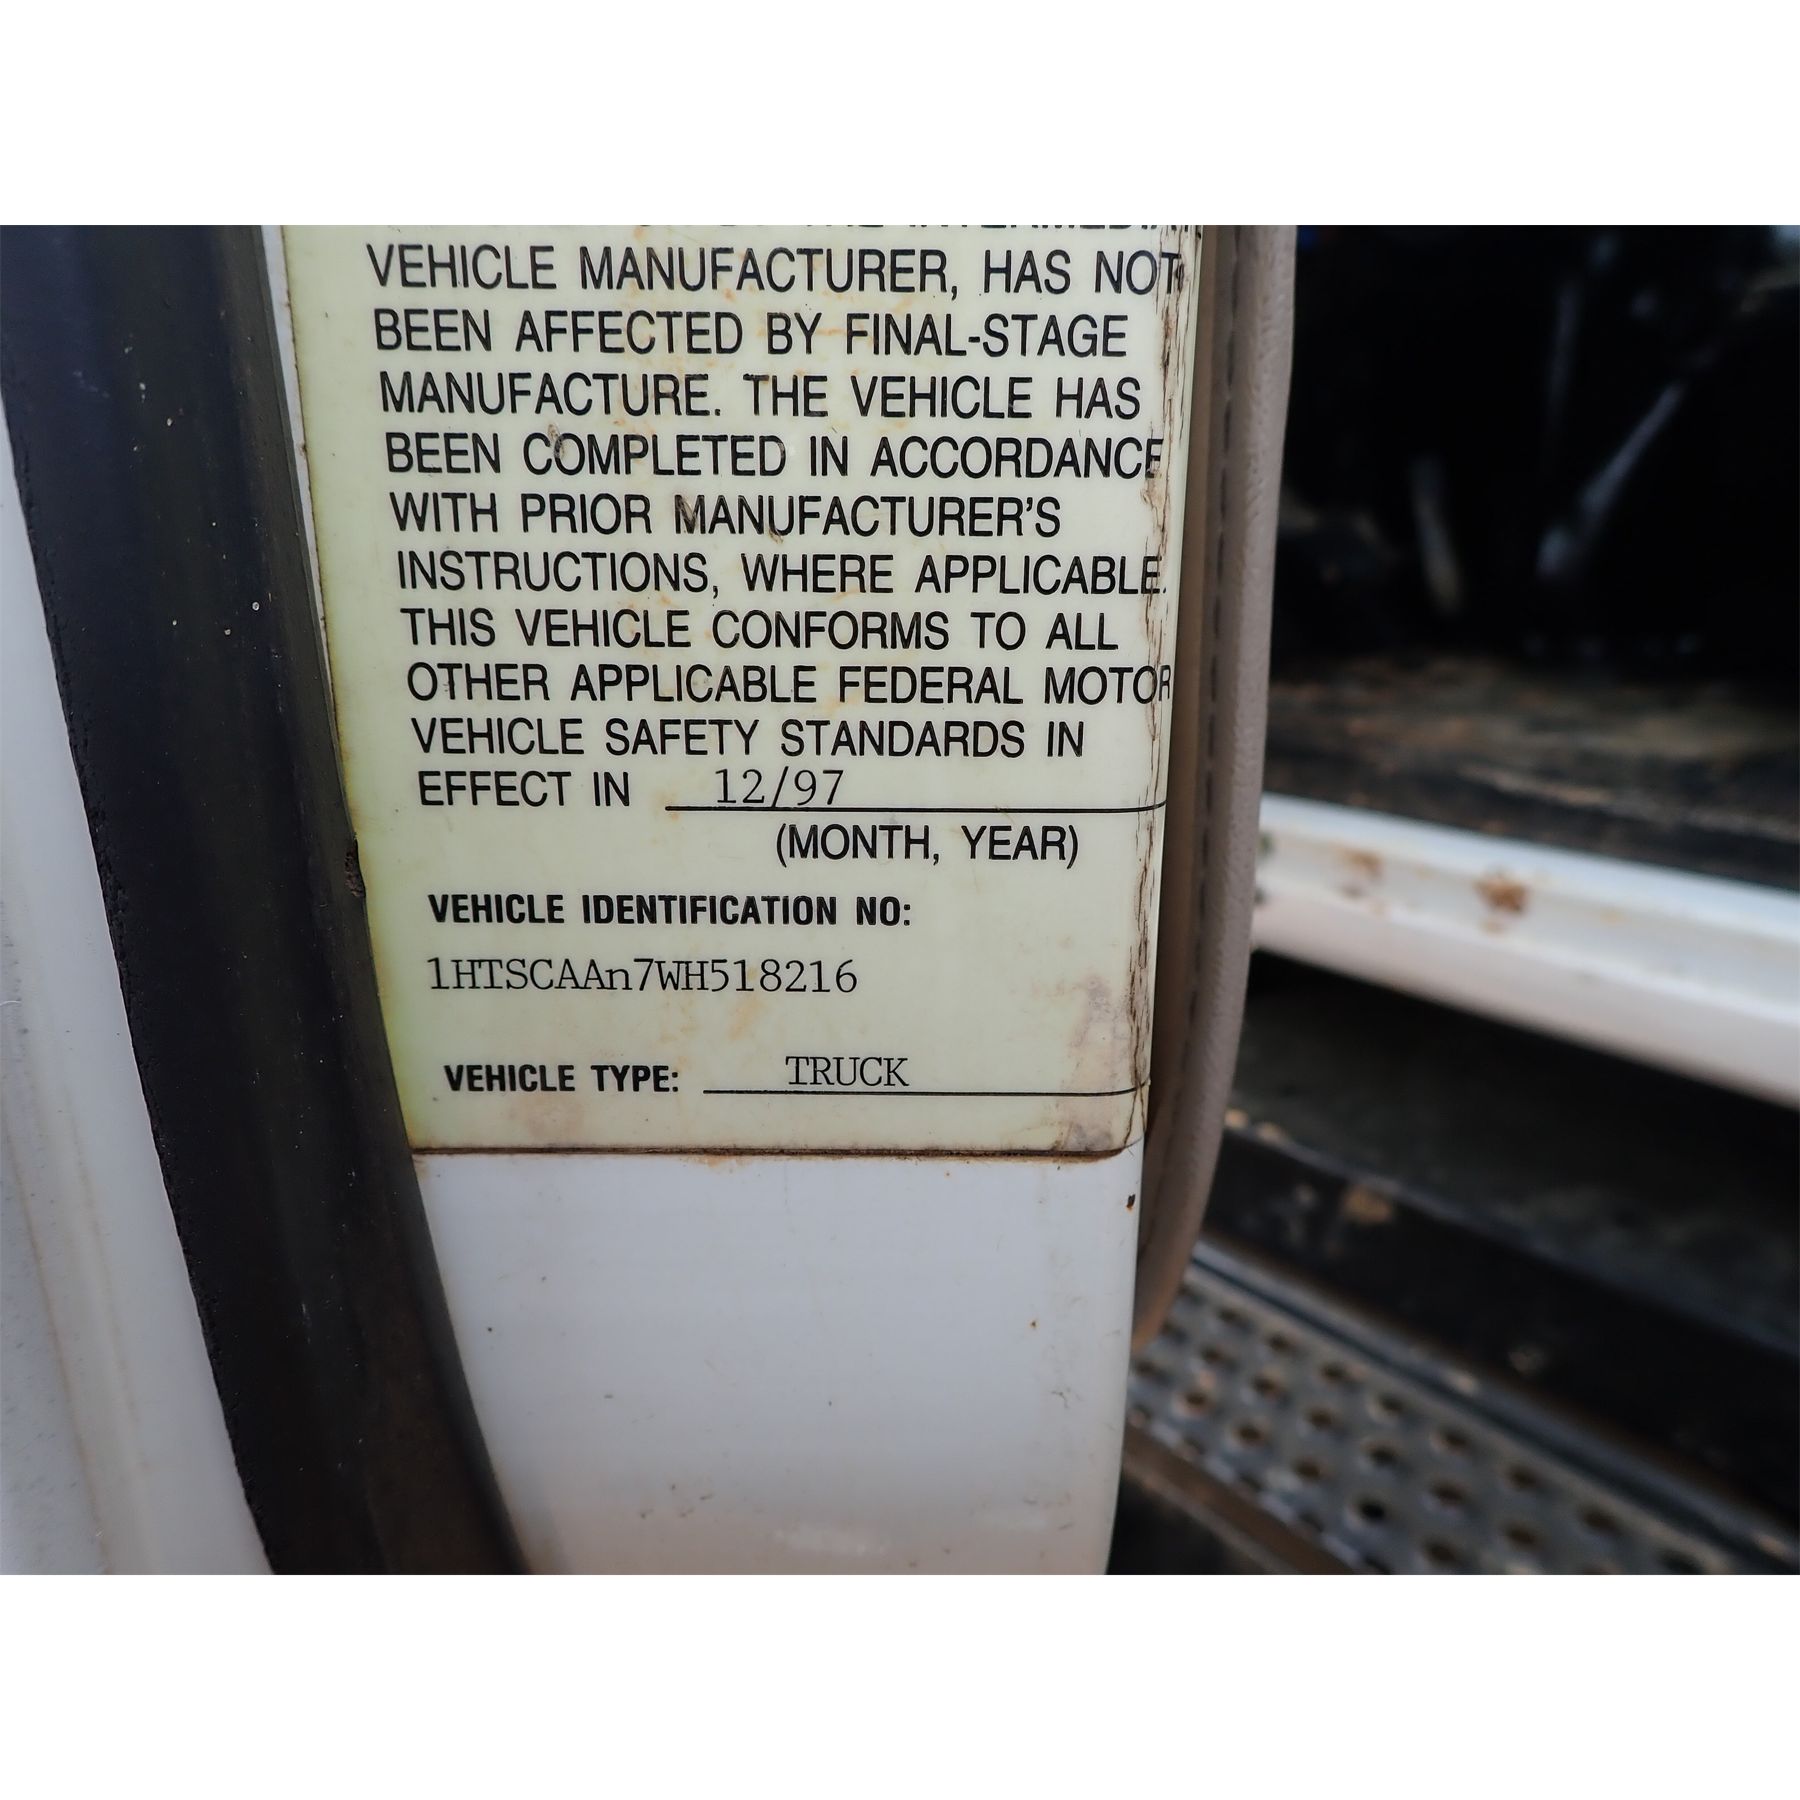 VEHICLE MANUFACTURER, HAS NOT
BEEN AFFECTED BY FINAL-STAGE
MANUFACTURE. THE VEHICLE HAS
BEEN COMPLETED IN ACCORDANCE
WITH PRIOR MANUFACTURER'S
INSTRUCTIONS, WHERE APPLICABLE.
THIS VEHICLE CONFORMS TO ALL
OTHER APPLICABLE FEDERAL MOTOR
VEHICLE SAFETY STANDARDS IN
EFFECT IN 12/97
(MONTH, YEAR)
VEHICLE IDENTIFICATION NO:
1HTSCAAn7WH518216
VEHICLE TYPE: TRUCK